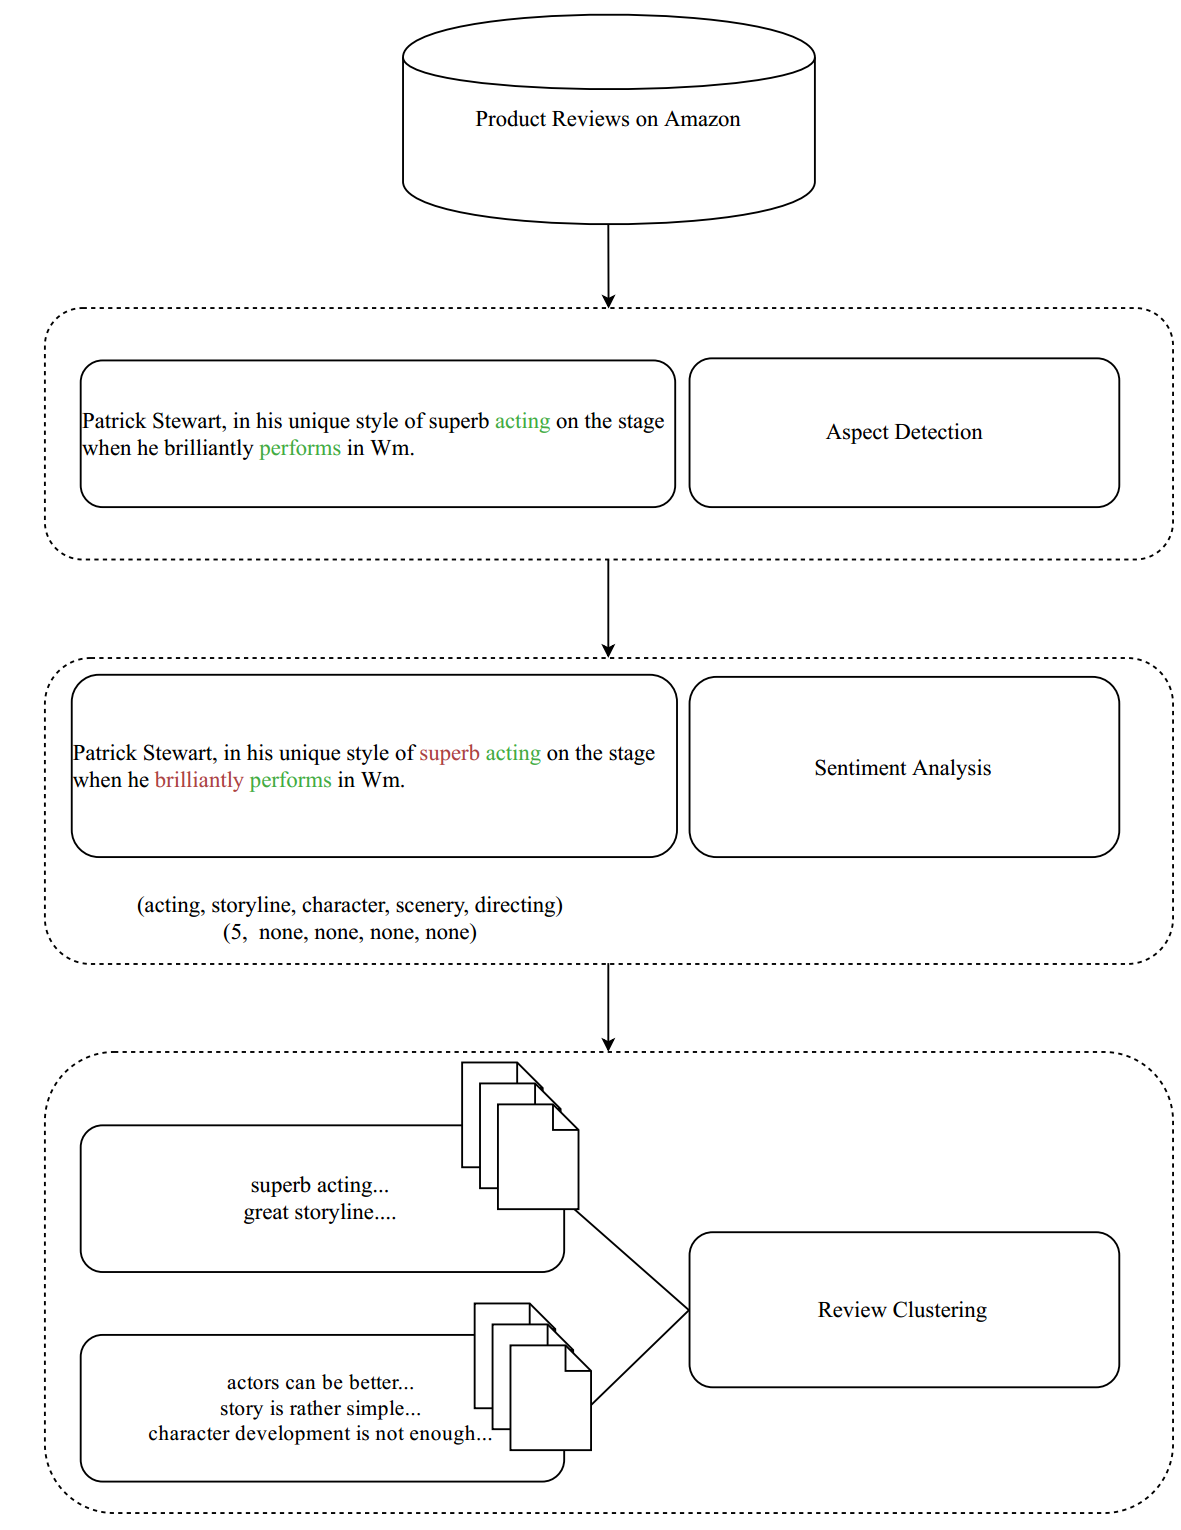 Product Reviews on Amazon
Patrick Stewart, in his unique style of superb acting on the stage
when he brilliantly performs in Wm.
Aspect Detection
Patrick Stewart, in his unique style of superb acting on the stage
when he brilliantly performs in Wm.
Sentiment Analysis
(acting, storyline, character, scenery, directing)
(5,  none, none, none, none)
superb acting...
great storyline....
Review Clustering
actors can be better...
story is rather simple...
character development is not enough...